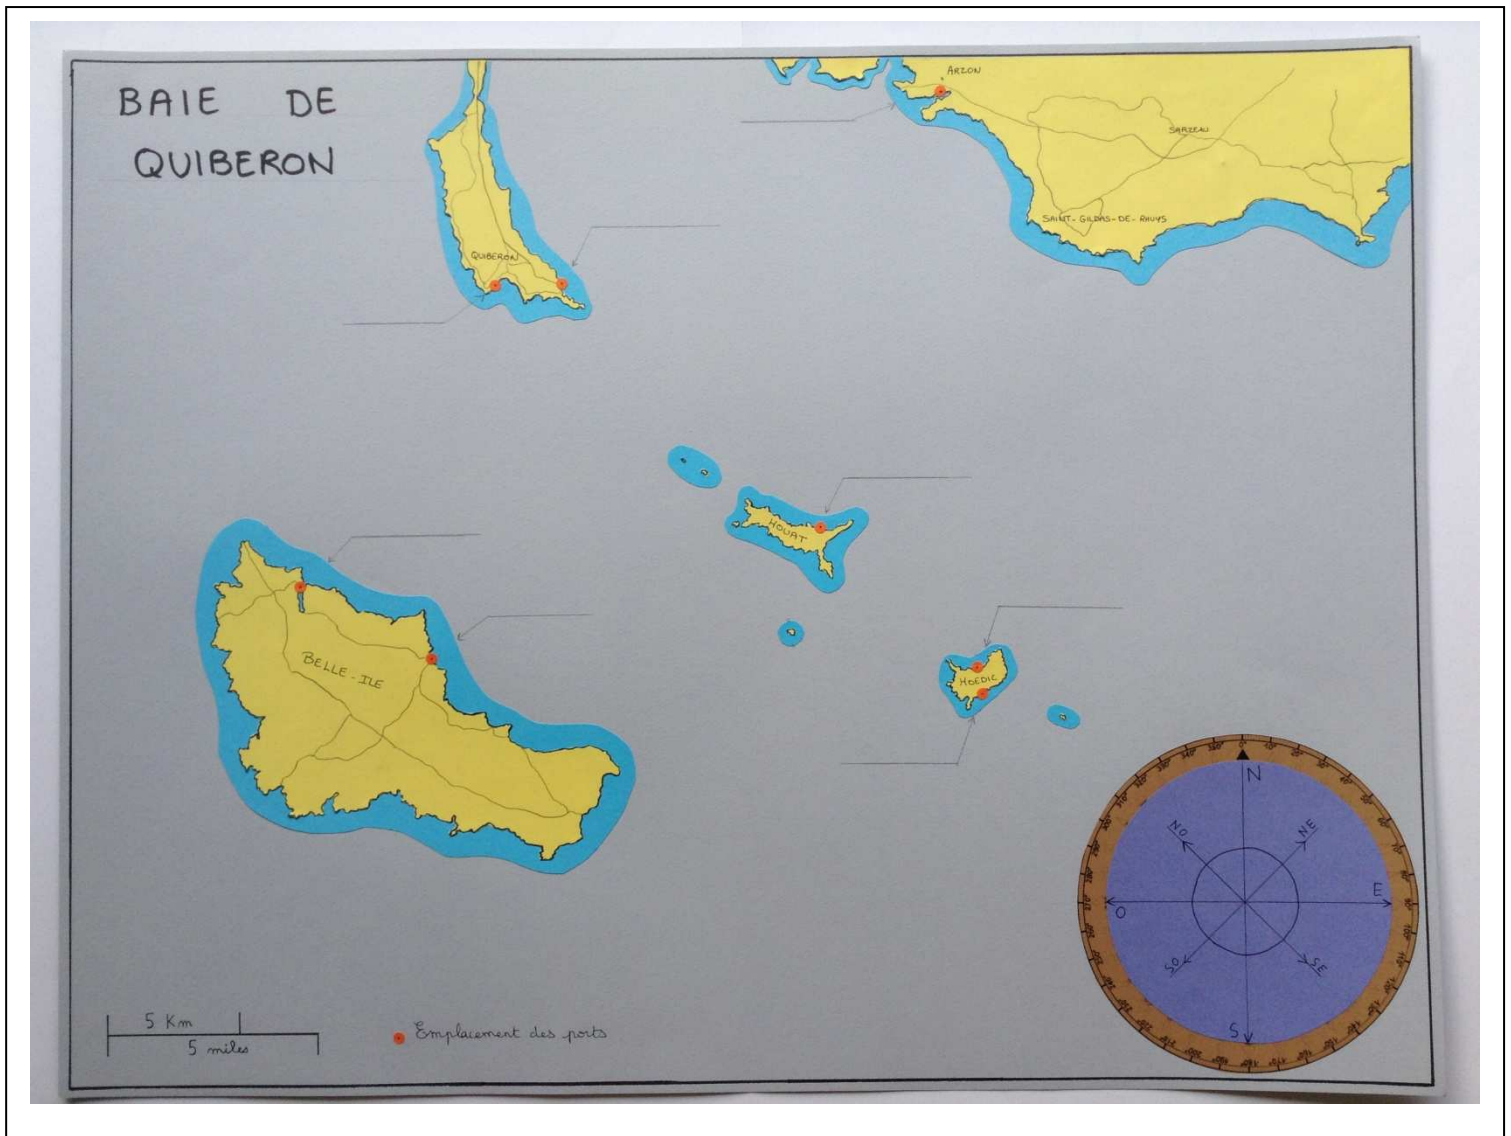 BAIE DE
QUIBERON
ARZON
SARZEAU
SAINT-GILDAS-DE-RHUYS
QUIBERON
HOUAT
BELLE-ILE
HOEDIC
N
NO
NE
E
O
SO
SE
S
5 Km
5 miles
Emplacement des ports